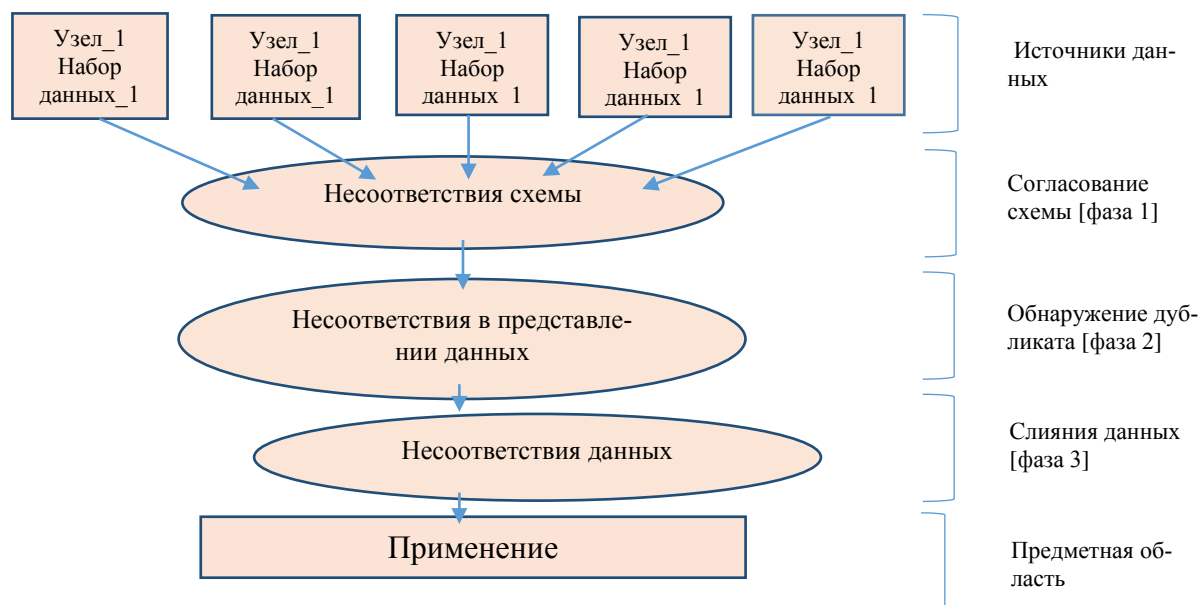 Узел_1
Набор
данных_1
Узел_1
Набор
данных_1
Узел_1
Набор
данных 1
Узел_1
Набор
данных 1
Узел_1
Набор
данных 1
Источники дан-
ных
Несоответствия схемы
Согласование
схемы [фаза 1]
Несоответствия в представле-
нии данных
Обнаружение дуб-
ликата [фаза 2]
Несоответствия данных
Слияния данных
[фаза 3]
Применение
Предметная об-
ласть